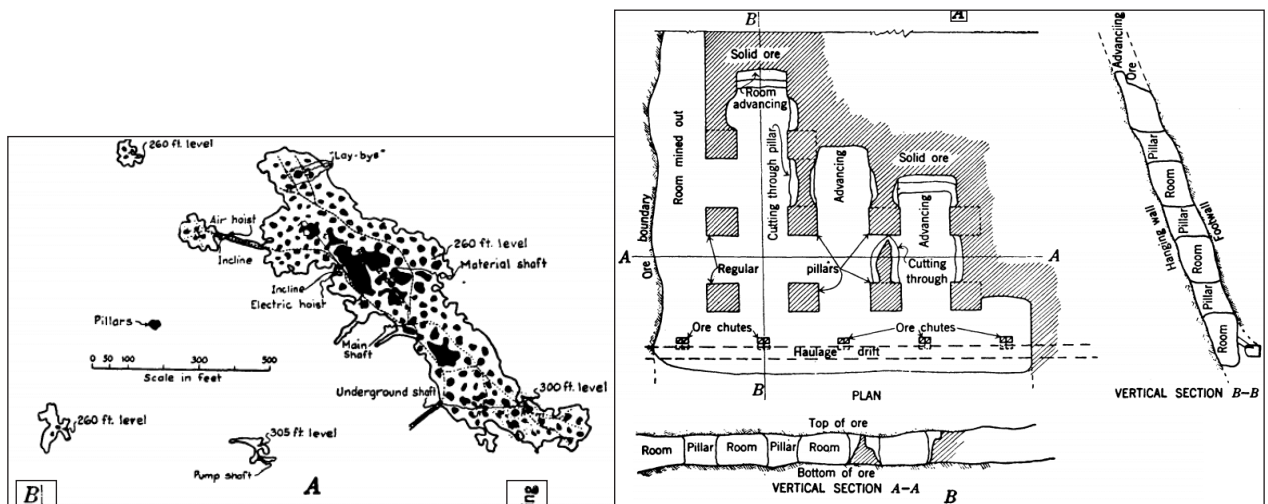 260 ft. level
"Lay-bys"
Air hoist
Incline
260 ft. level
Material shaft
Incline
Electric hoist
Pillars
Main
Shaft
0 50 100 300 500
Scale in feet
Underground shaft
300 ft. level
260 ft. level
305 ft. level
Pump shaft
B
A
B
A
Solid ore
Room
advancing
Room mined out
Cutting through pillar
Advancing
Solid ore
Advancing
Ore boundary
A
A
Regular
pillars
Cutting
through
Ore chutes
Ore chutes
Haulage drift
B
PLAN
Advancing
Ore
Pillar
Room
Pillar
Room
Pillar
Room
Hanging wall
Footwall
VERTICAL SECTION B-B
Top of ore
Room
Pillar
Room
Pillar
Room
Bottom of ore
VERTICAL SECTION A-A
B